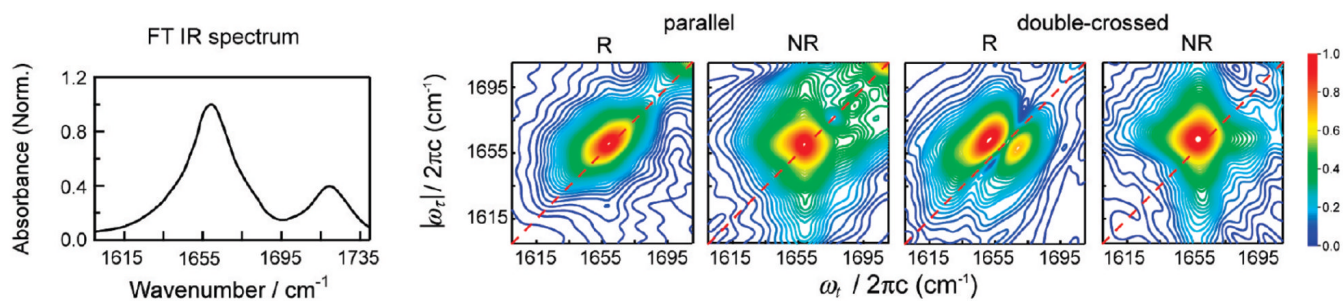 FT IR spectrum
Absorbance (Norm.)
1.2
0.8
0.4
0.0
1615 1655 1695 1735
Wavenumber / cm⁻¹
parallel double-crossed
R NR R NR
|ω_τ| / 2πc (cm⁻¹)
1695
1655
1615
1615 1655 1695 1615 1655 1695 1615 1655 1695 1615 1655 1695
ω_t / 2πc (cm⁻¹)
1.0
0.8
0.6
0.4
0.2
0.0